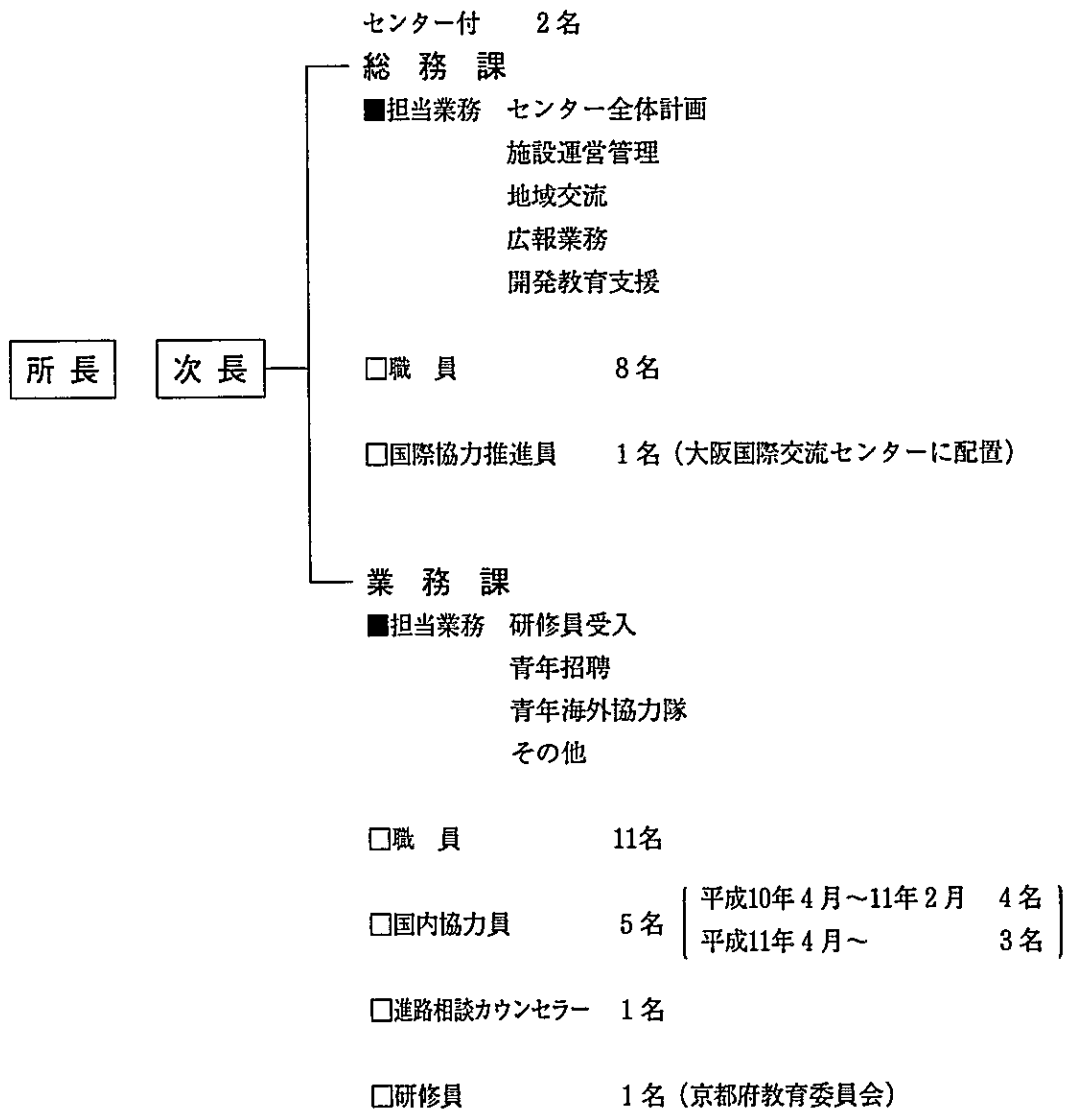 センター付　2名
総務課
■担当業務　センター全体計画
施設運営管理
地域交流
広報業務
開発教育支援
所長　次長
□職員　8名
□国際協力推進員　1名（大阪国際交流センターに配置）
業務課
■担当業務　研修員受入
青年招聘
青年海外協力隊
その他
□職員　11名
□国内協力員　5名（平成10年4月～11年2月　4名
平成11年4月～　3名）
□進路相談カウンセラー　1名
□研修員　1名（京都府教育委員会）